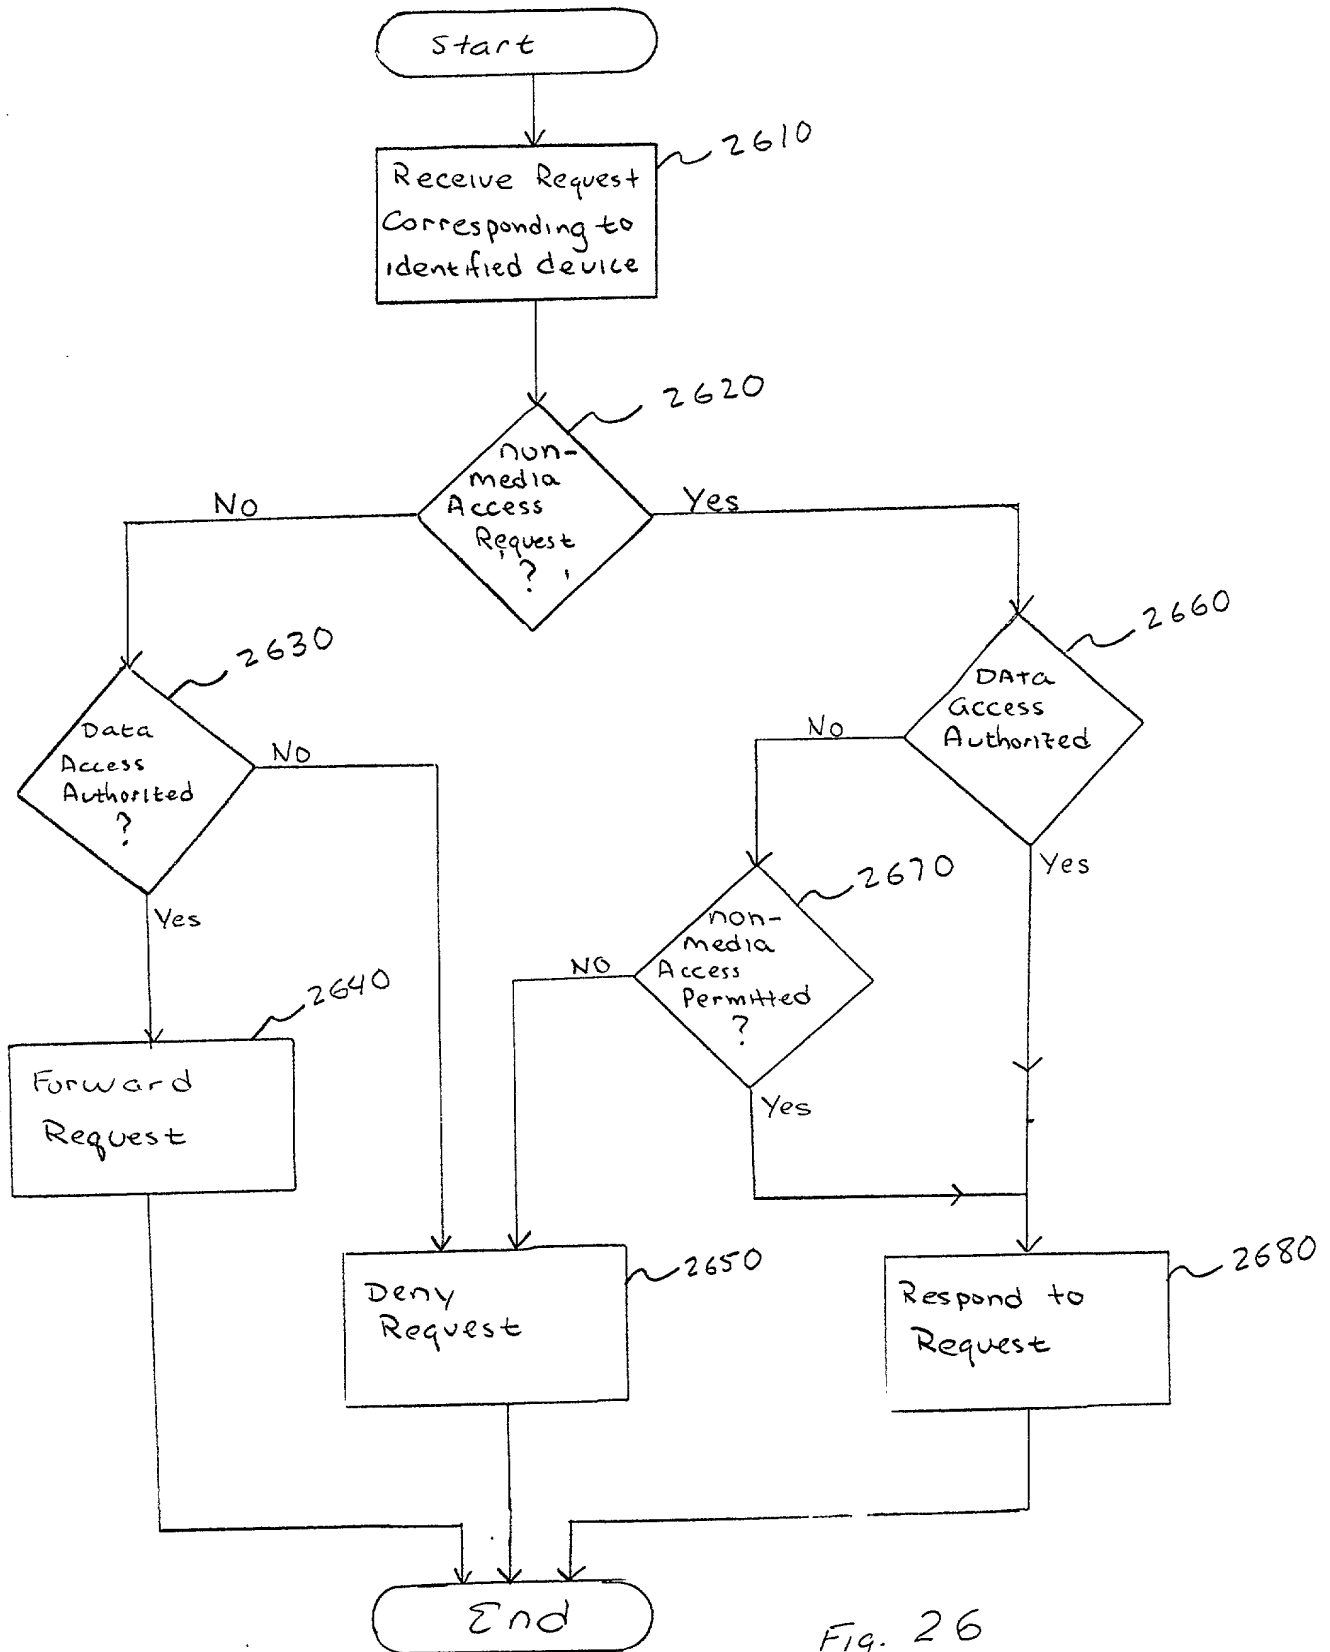 Start
2610
Receive Request
Corresponding to
identified device
2620
non-
media
Access
Request
?
No
Yes
2630
Data
Access
Authorized
?
No
Yes
2660
DAta
access
Authorized
No
Yes
2670
non-
media
Access
Permitted
?
NO
Yes
2640
Forward
Request
2650
Deny
Request
2680
Respond to
Request
End
Fig. 26